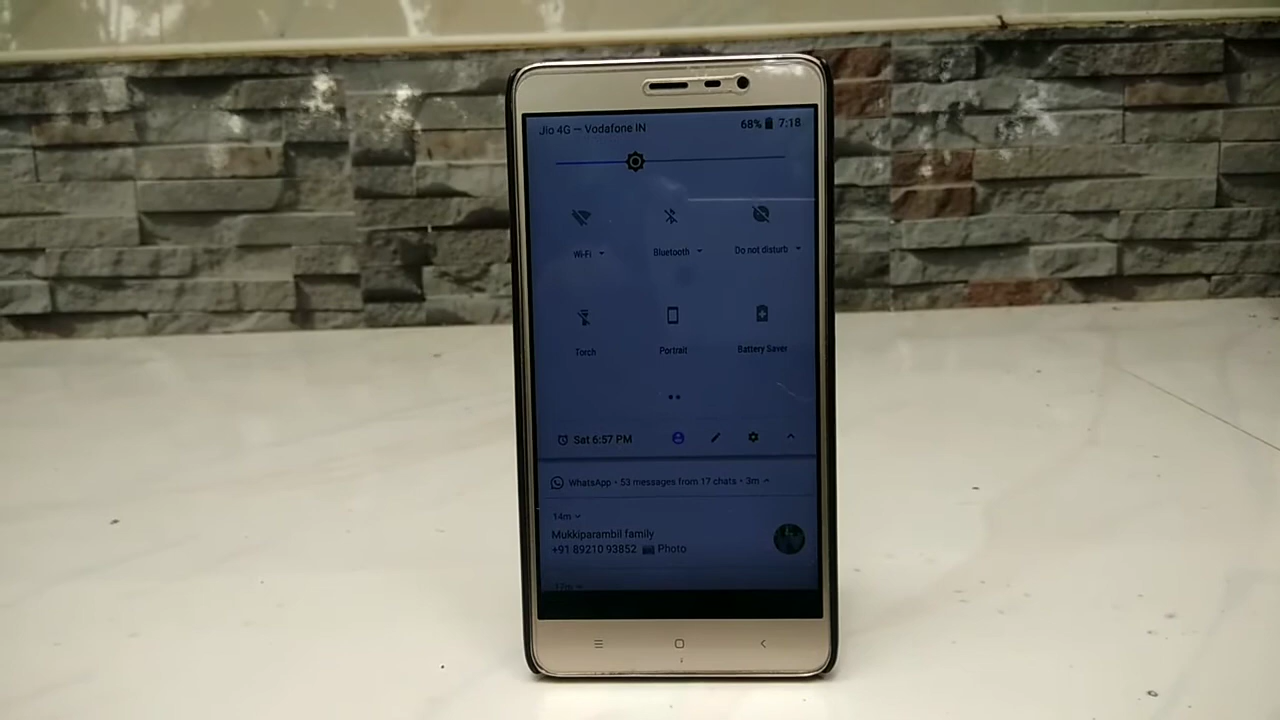 Jio 4G — Vodafone IN 68% 7:18
Wi-Fi Bluetooth Do not disturb
Torch Portrait Battery Saver
Sat 6:57 PM
WhatsApp • 53 messages from 17 chats • 3m
14m
Mukkiparambil family
+91 89210 93852 Photo
17m